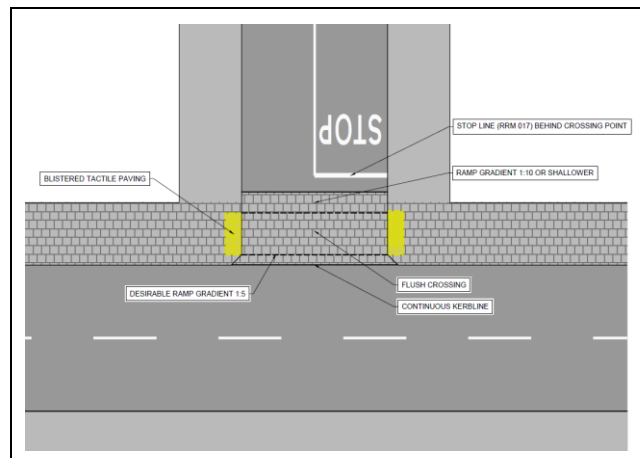 STOP
STOP LINE (RRM 017) BEHIND CROSSING POINT
RAMP GRADIENT 1:10 OR SHALLOWER
BLISTERED TACTILE PAVING
DESIRABLE RAMP GRADIENT 1:5
FLUSH CROSSING
CONTINUOUS KERBLINE